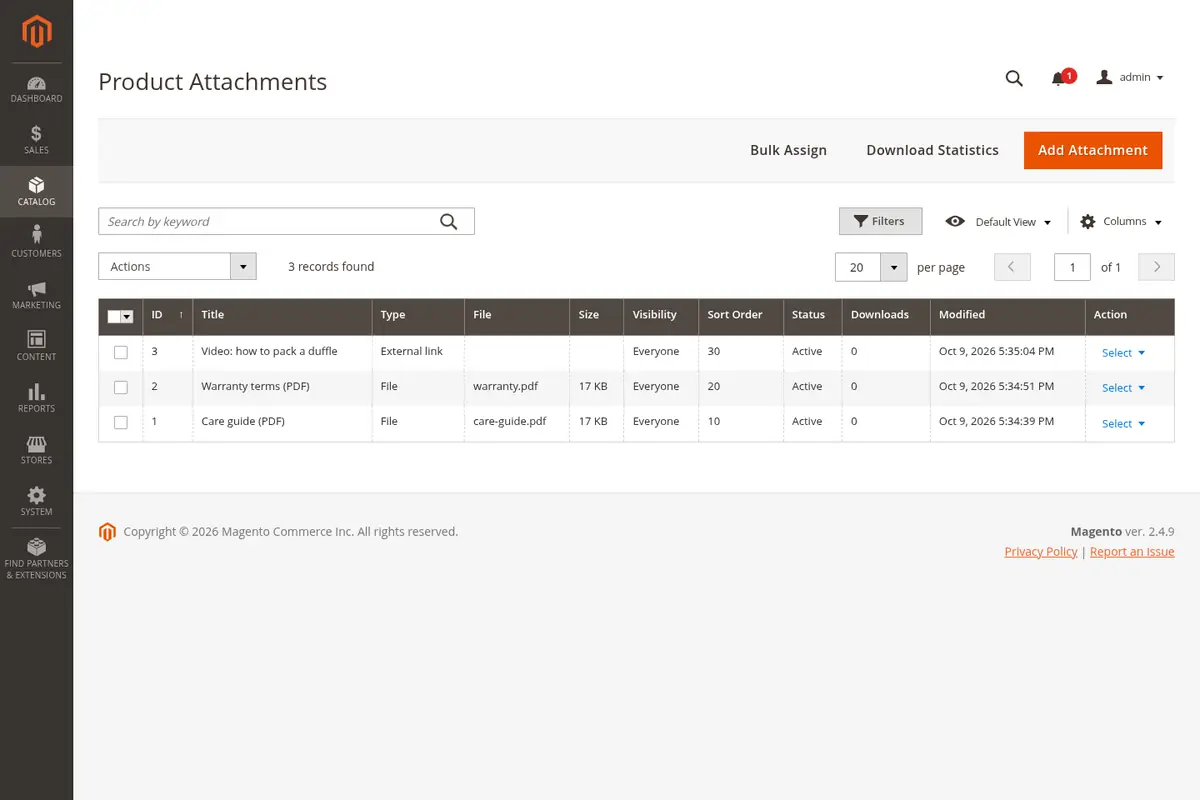 Product Attachments
1
admin
DASHBOARD
SALES
CATALOG
CUSTOMERS
MARKETING
CONTENT
REPORTS
STORES
SYSTEM
FIND PARTNERS
& EXTENSIONS
Bulk Assign Download Statistics Add Attachment
Search by keyword Filters Default View Columns
Actions 3 records found 20 per page 1 of 1
ID ↑ Title Type File Size Visibility Sort Order Status Downloads Modified Action
3 Video: how to pack a duffle External link Everyone 30 Active 0 Oct 9, 2026 5:35:04 PM Select
2 Warranty terms (PDF) File warranty.pdf 17 KB Everyone 20 Active 0 Oct 9, 2026 5:34:51 PM Select
1 Care guide (PDF) File care-guide.pdf 17 KB Everyone 10 Active 0 Oct 9, 2026 5:34:39 PM Select
Copyright © 2026 Magento Commerce Inc. All rights reserved. Magento ver. 2.4.9
Privacy Policy | Report an Issue